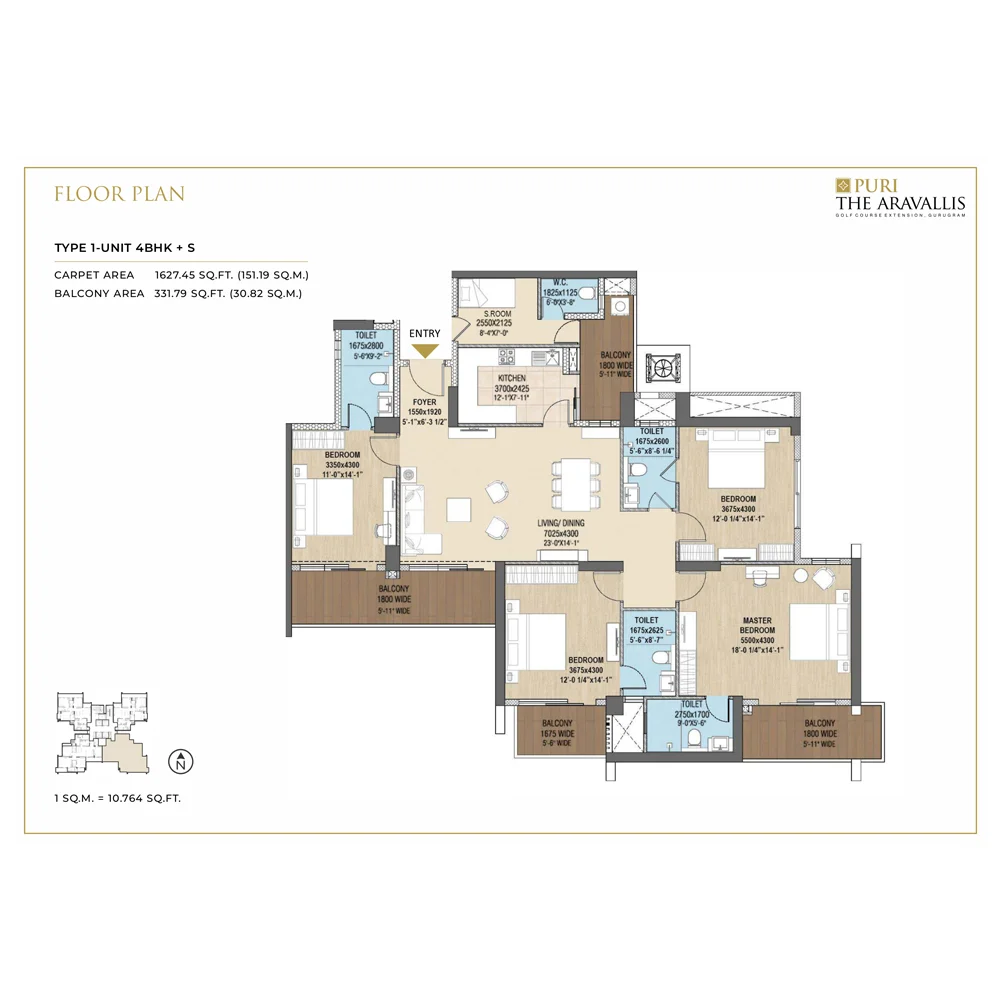 FLOOR PLAN
PURI
THE ARAVALLIS
GOLF COURSE EXTENSION, GURUGRAM
TYPE 1-UNIT 4BHK + S
CARPET AREA 1627.45 SQ.FT. (151.19 SQ.M.)
BALCONY AREA 331.79 SQ.FT. (30.82 SQ.M.)
W.C.
1825x1125
6'-0"X3'-8"
S.ROOM
2550X2125
8'-4"X7'-0"
ENTRY
TOILET
1675x2800
5'-6"X9'-2"
BALCONY
1800 WIDE
5'-11" WIDE
KITCHEN
3700x2425
12'-1"X7'-11"
FOYER
1550x1920
5'-1"x6'-3 1/2"
TOILET
1675x2600
5'-6"x8'-6 1/4"
BEDROOM
3350x4300
11'-0"x14'-1"
BEDROOM
3675x4300
12'-0 1/4"x14'-1"
LIVING/ DINING
7025x4300
23'-0"X14'-1"
BALCONY
1800 WIDE
5'-11" WIDE
TOILET
1675x2625
5'-6"x8'-7"
MASTER
BEDROOM
5500x4300
18'-0 1/4"x14'-1"
BEDROOM
3675x4300
12'-0 1/4"x14'-1"
TOILET
2750x1700
9'-0"X5'-6"
BALCONY
1675 WIDE
5'-6" WIDE
BALCONY
1800 WIDE
5'-11" WIDE
N
1 SQ.M. = 10.764 SQ.FT.